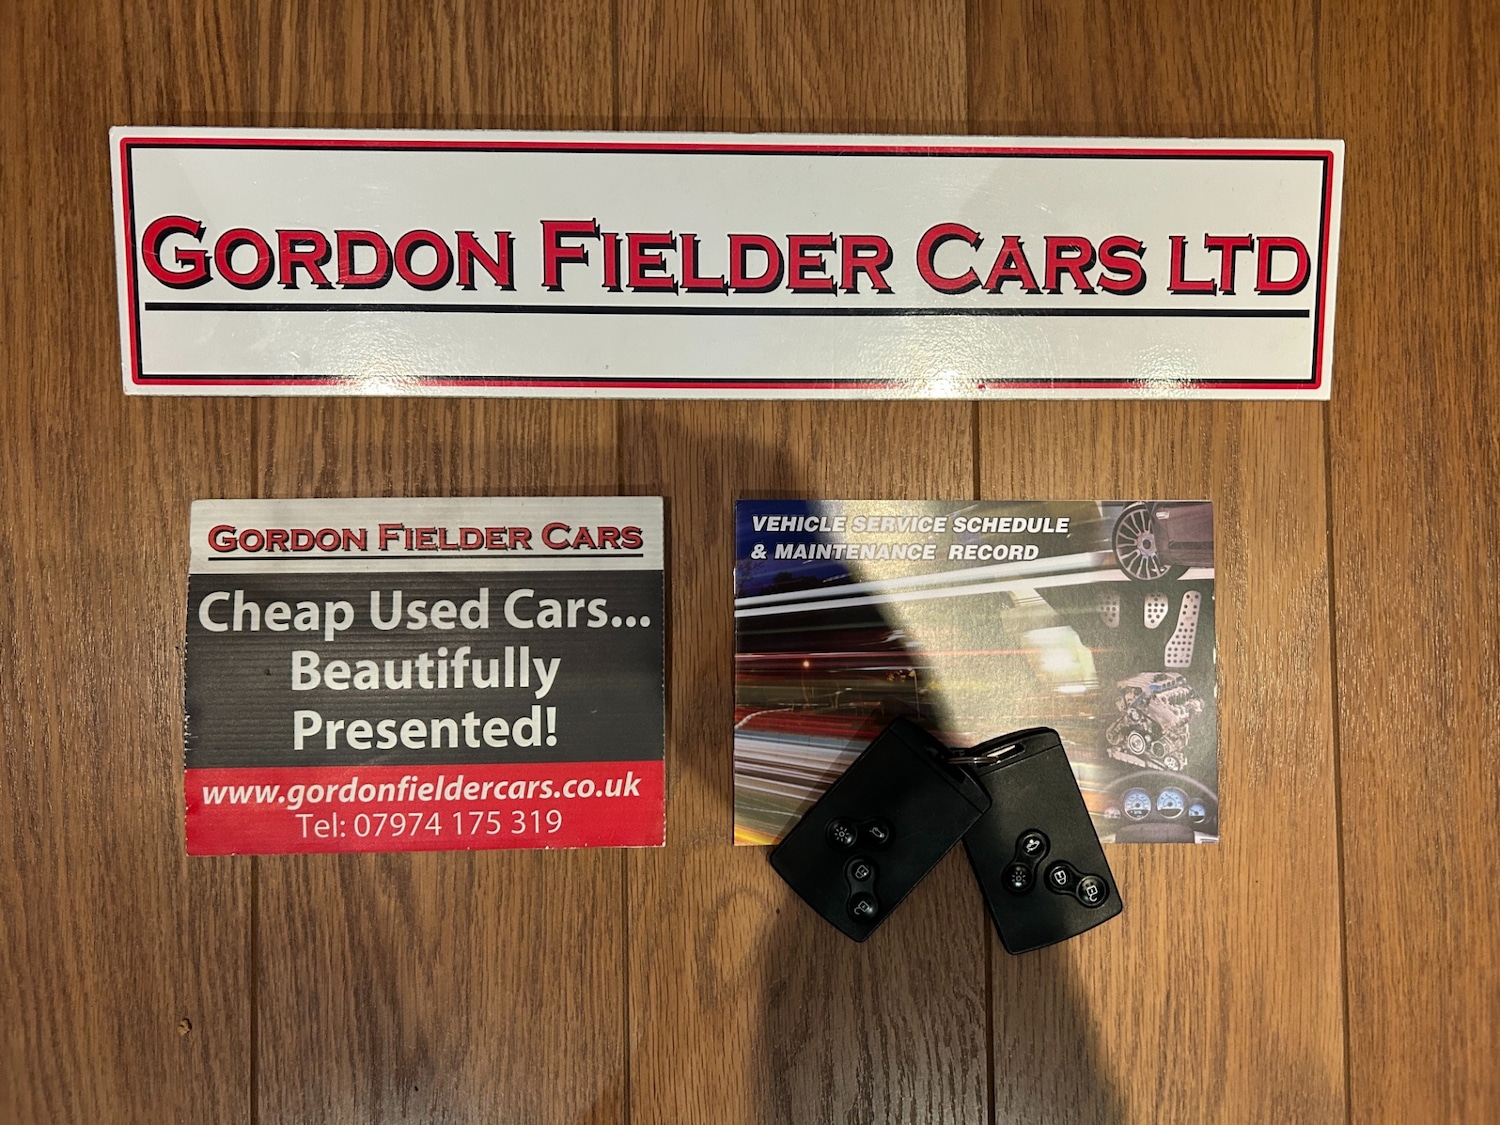 GORDON FIELDER CARS LTD
GORDON FIELDER CARS
Cheap Used Cars...
Beautifully
Presented!
www.gordonfieldercars.co.uk
Tel: 07974 175 319
VEHICLE SERVICE SCHEDULE
& MAINTENANCE RECORD